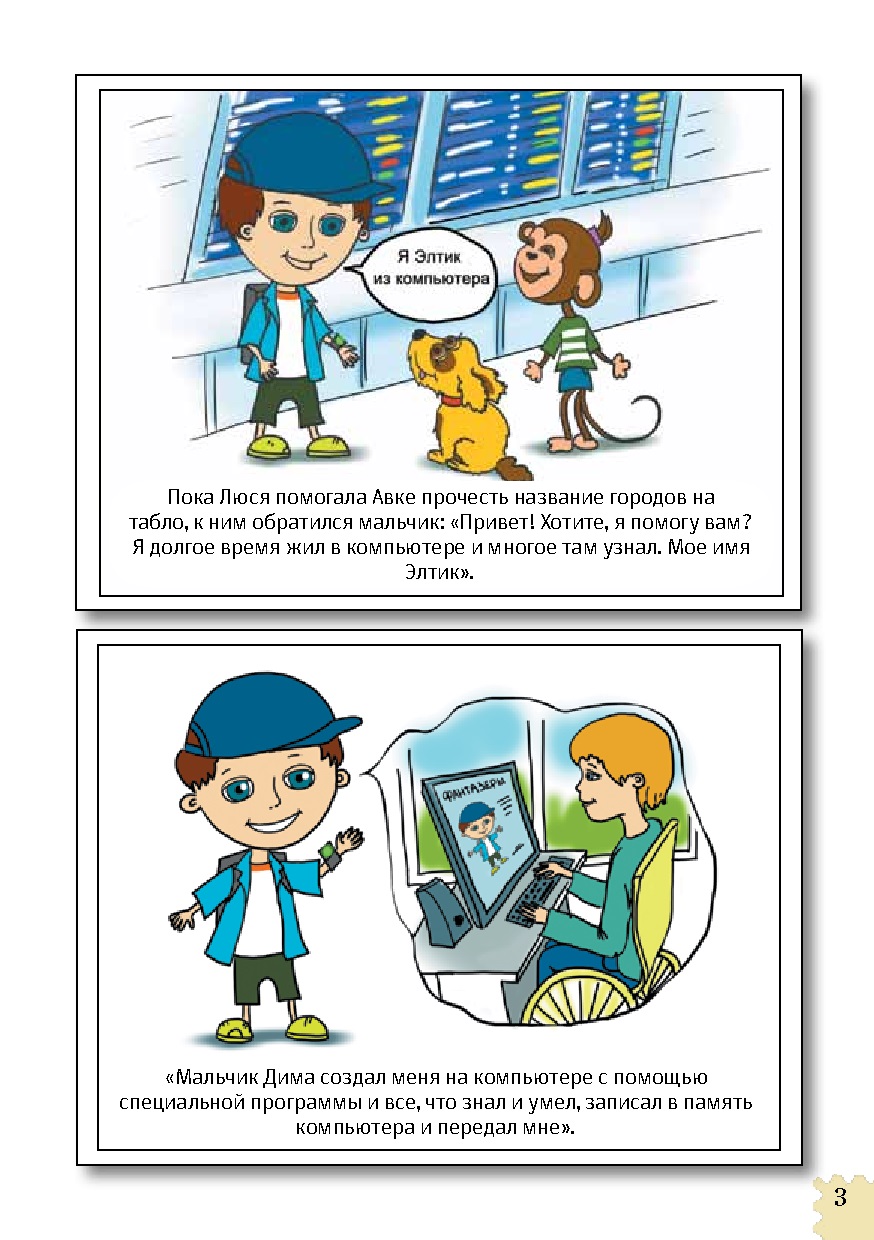 Я Элтик
из компьютера
Пока Люся помогала Авке прочесть название городов на
табло, к ним обратился мальчик: «Привет! Хотите, я помогу вам?
Я долгое время жил в компьютере и многое там узнал. Мое имя
Элтик».
ФАНТАЗЕРЫ
«Мальчик Дима создал меня на компьютере с помощью
специальной программы и все, что знал и умел, записал в память
компьютера и передал мне».
3